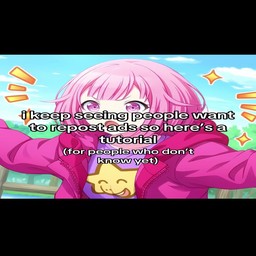 i keep seeing people want
to repost ads so here's a
tutorial
(for people who don't
know yet)